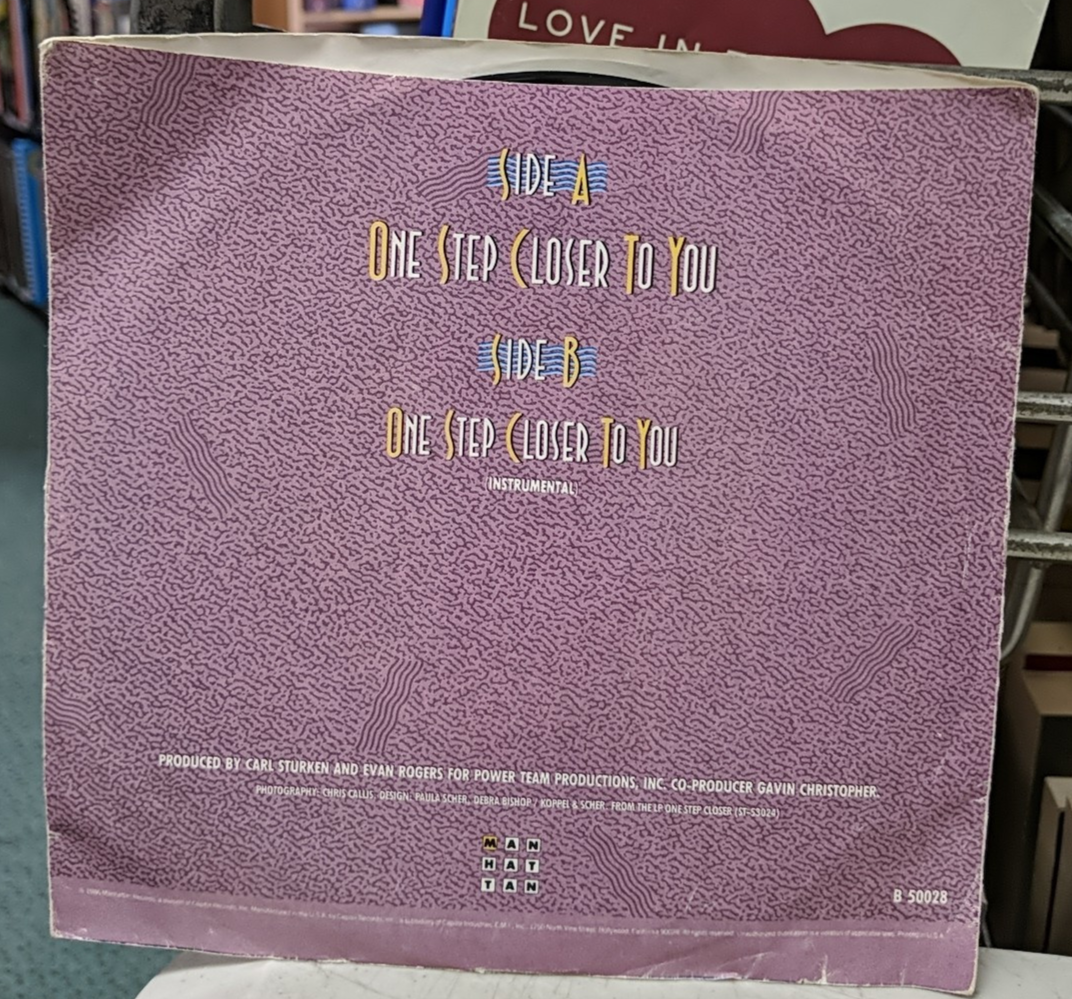 LOVE IN
SIDE A
ONE STEP CLOSER TO YOU
SIDE B
ONE STEP CLOSER TO YOU
(INSTRUMENTAL)
PRODUCED BY CARL STURKEN AND EVAN ROGERS FOR POWER TEAM PRODUCTIONS, INC. CO-PRODUCER GAVIN CHRISTOPHER.
PHOTOGRAPHY: CHRIS CALLIS, DESIGN: PAULA SCHER, DEBRA BISHOP / KOPPEL & SCHER. FROM THE LP ONE STEP CLOSER (ST-53024)
MAN
HAT
TAN
B 50028